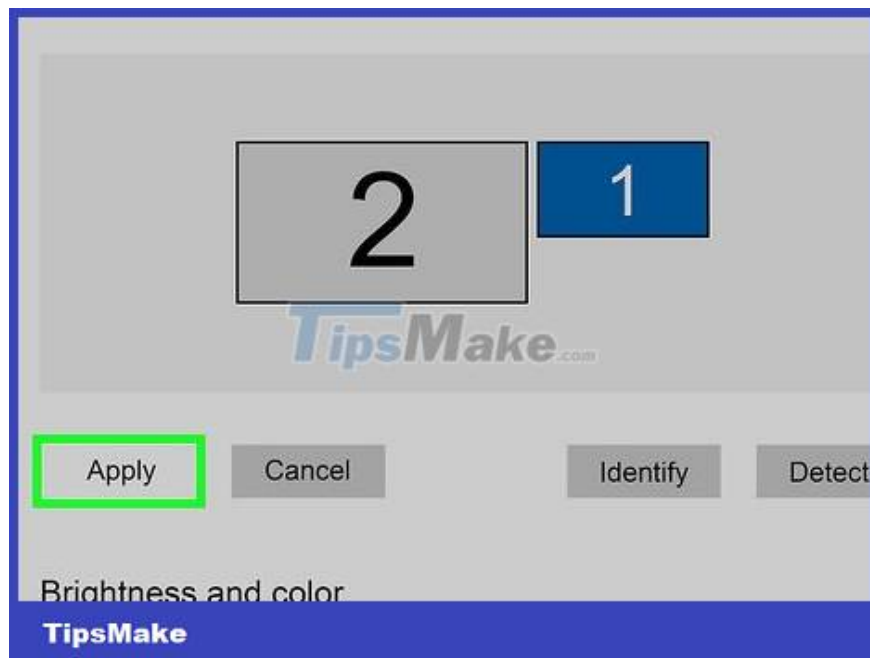 2 1
TipsMake.com
Apply Cancel Identify Detect
Brightness and color
TipsMake